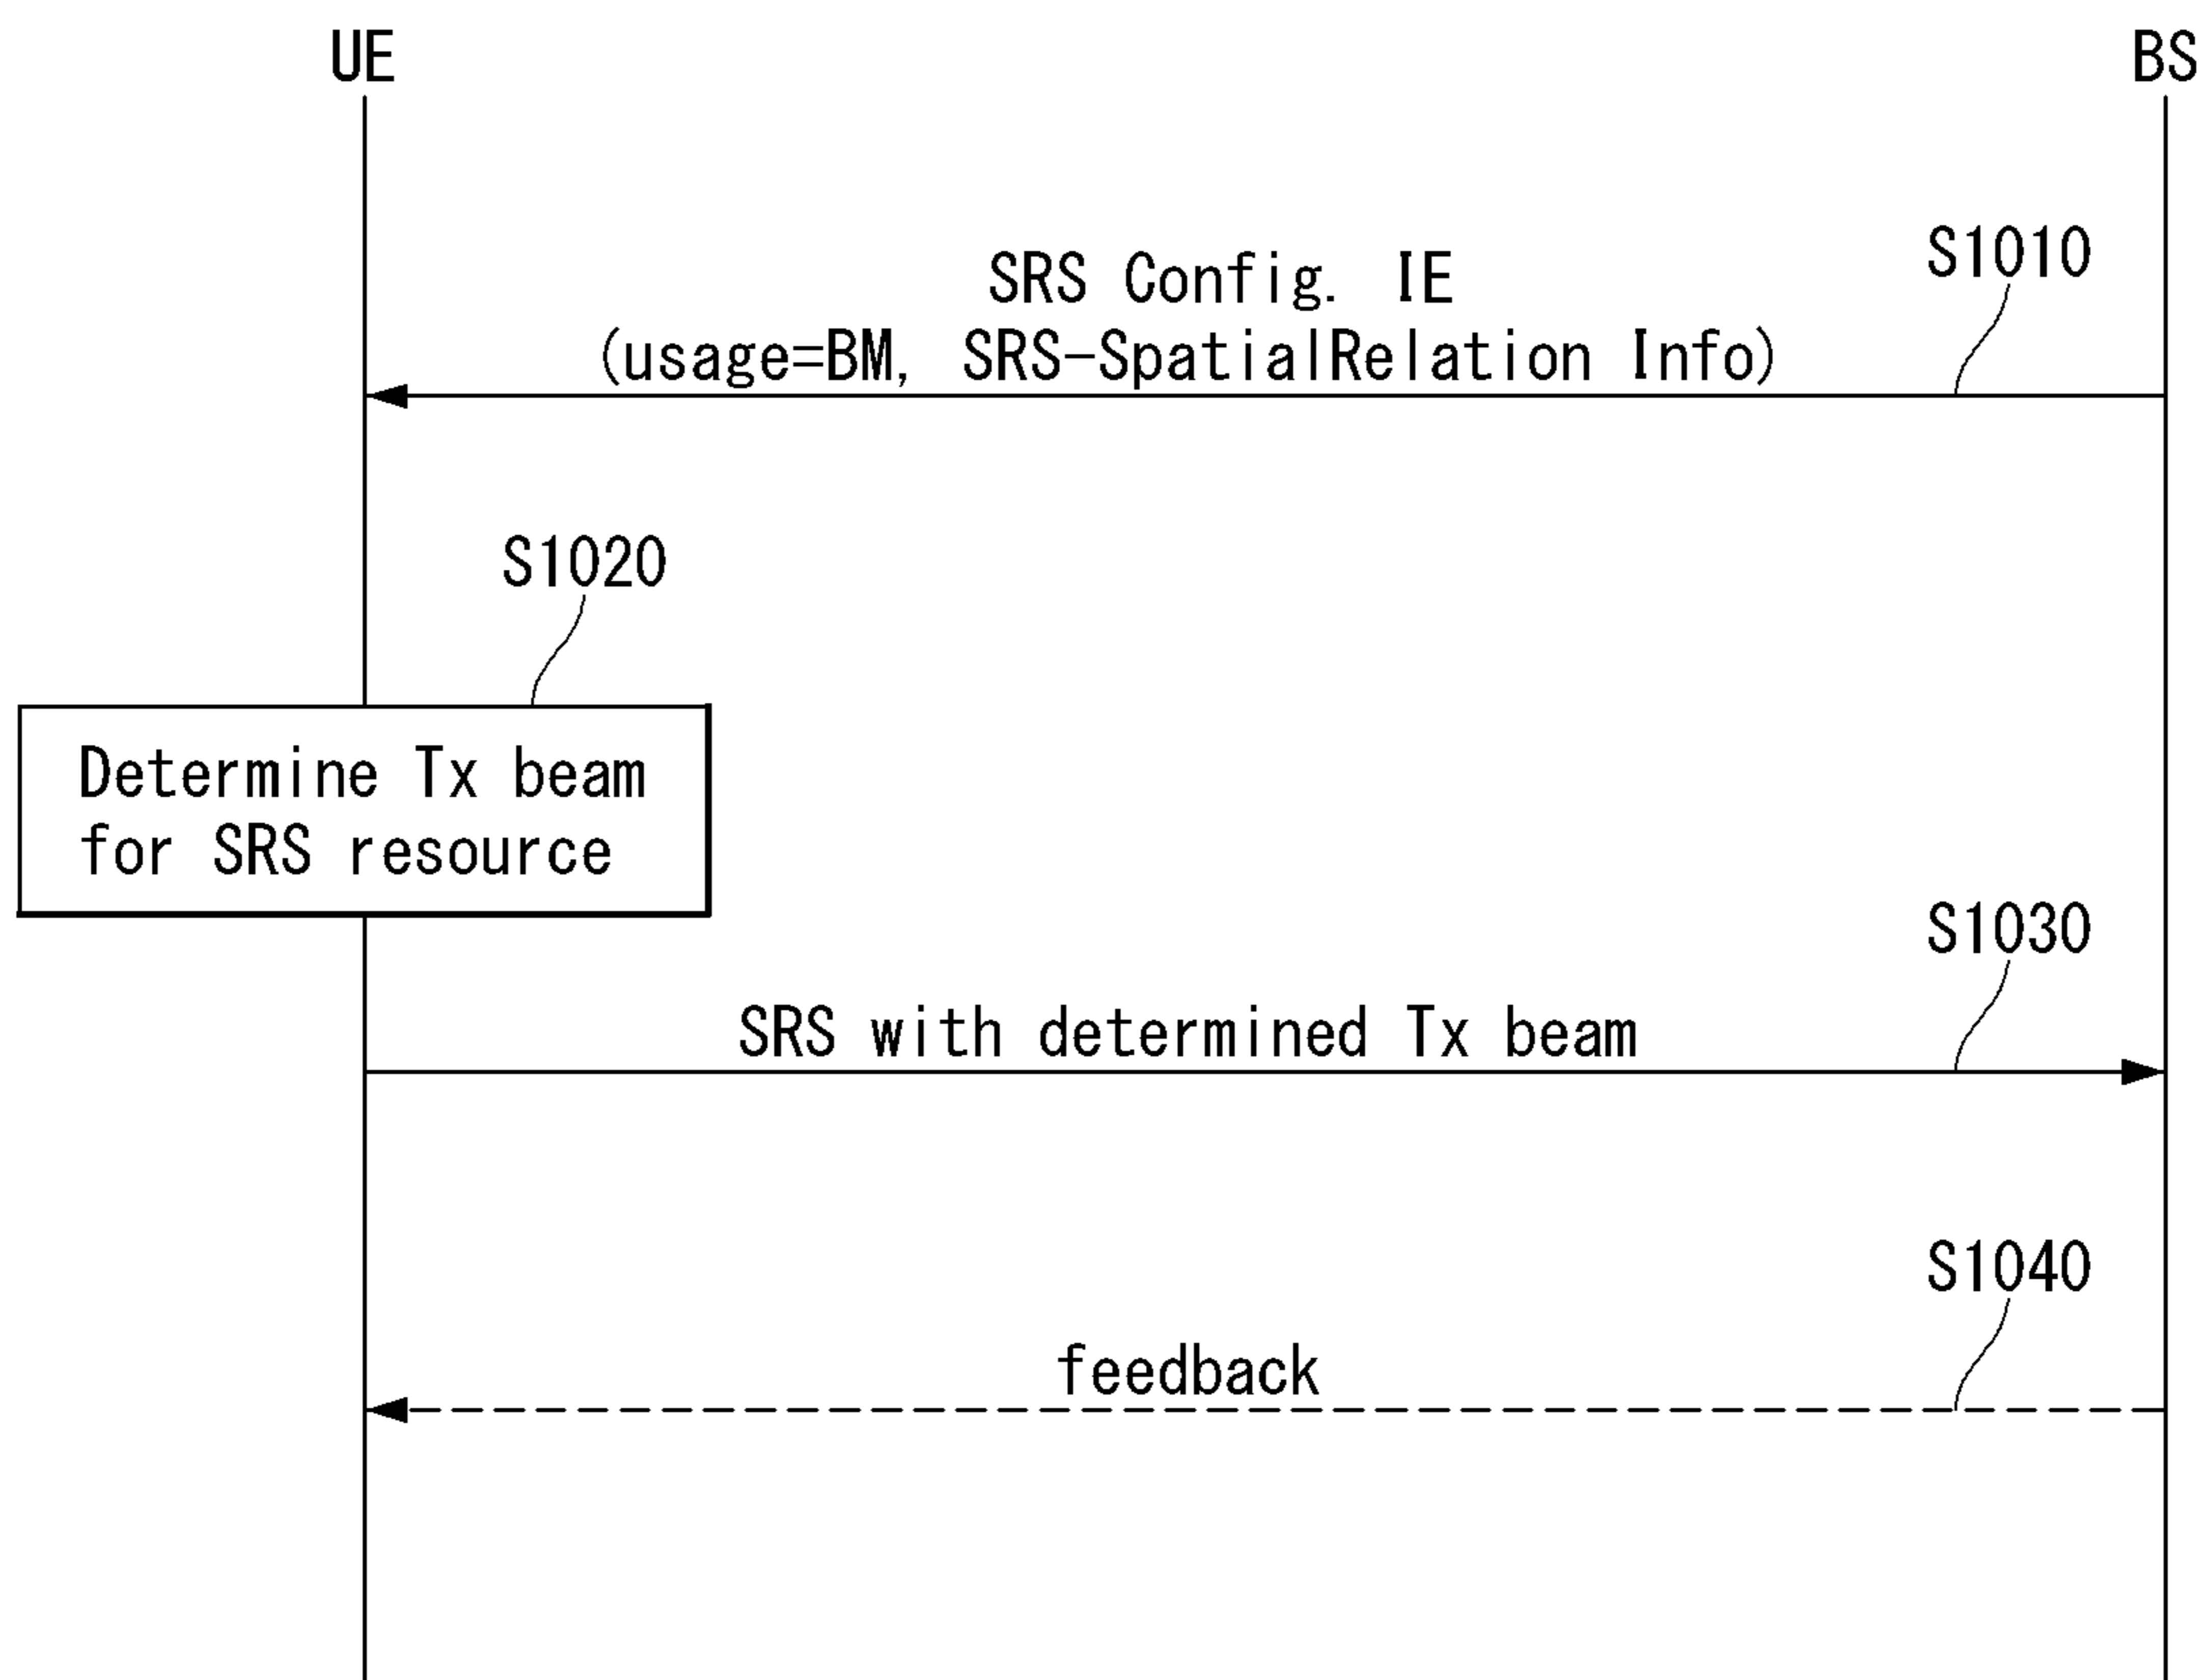 UE
BS
S1010
SRS Config. IE
(usage=BM, SRS-SpatialRelation Info)
S1020
Determine Tx beam
for SRS resource
S1030
SRS with determined Tx beam
S1040
feedback